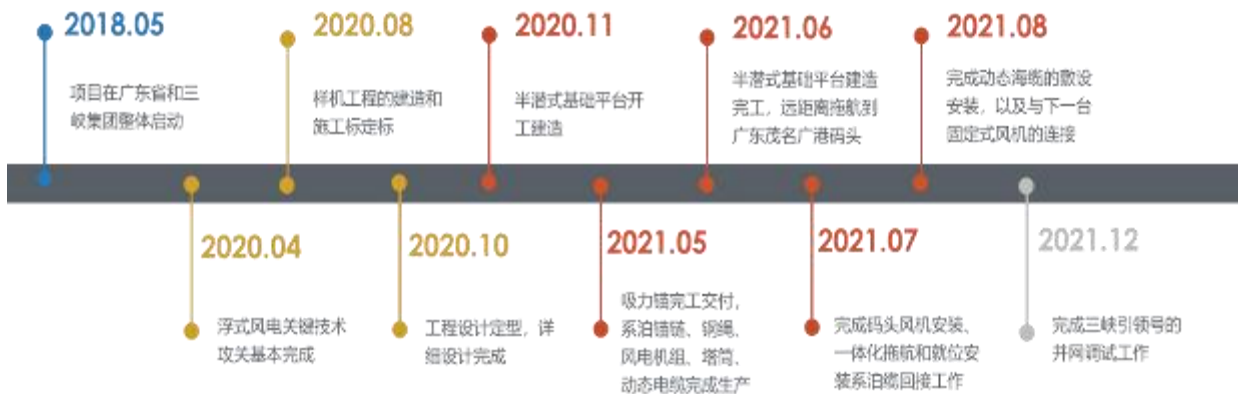 2018.05
项目在广东省和三
峡集团整体启动
2020.04
浮式风电关键技术
攻关基本完成
2020.08
样机工程的建造和
施工标定标
2020.10
工程设计定型，详
细设计完成
2020.11
半潜式基础平台开
工建造
2021.05
吸力锚完工交付，
系泊锚链、钢绳、
风电机组、塔筒、
动态电缆完成生产
2021.06
半潜式基础平台建造
完工，远距离拖航到
广东茂名广港码头
2021.07
完成码头风机安装、
一体化拖航和就位安
装系泊缆回接工作
2021.08
完成动态海缆的敷设
安装，以及与下一台
固定式风机的连接
2021.12
完成三峡引领号的
并网调试工作